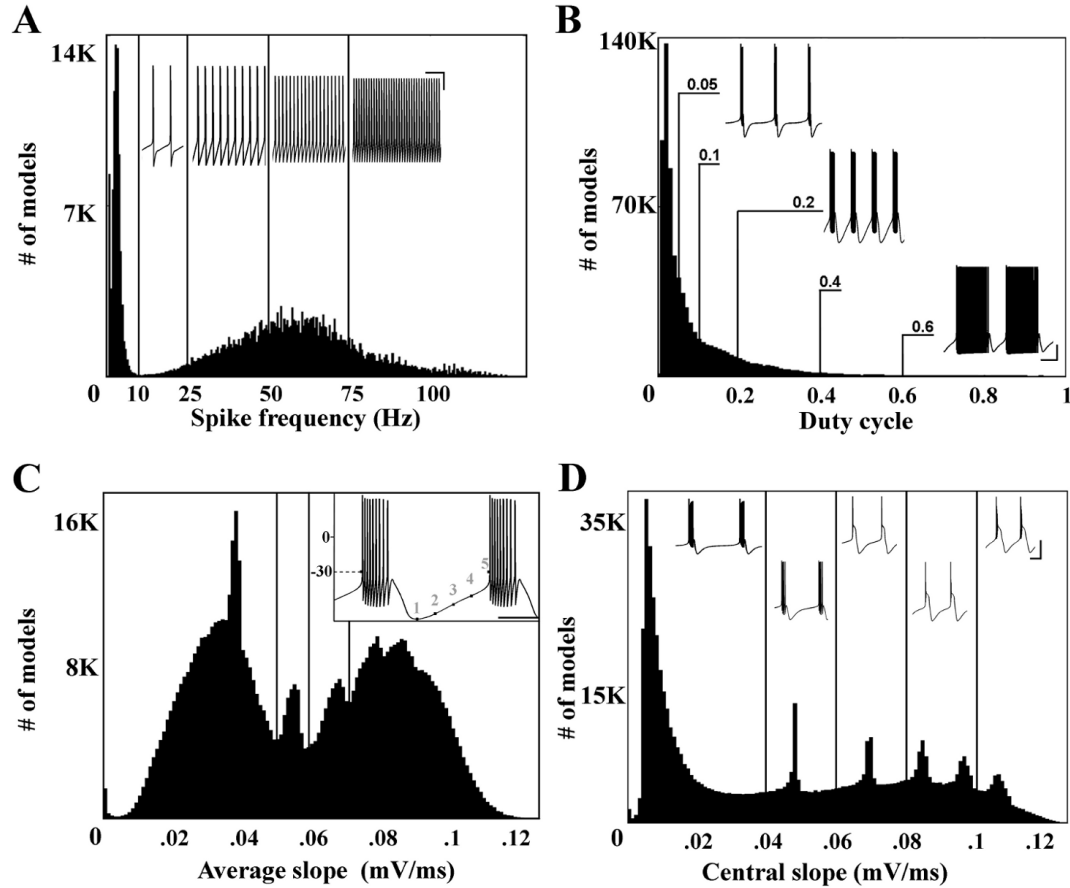 A
14K
7K
0
10
25
50
75
100
# of models
Spike frequency (Hz)
B
140K
70K
0
0.05
0.1
0.2
0.4
0.6
0.2
0.4
0.6
0.8
1
# of models
Duty cycle
C
16K
8K
0
0
-30
1
2
3
4
5
.02
.04
.06
.08
.1
.12
# of models
Average slope (mV/ms)
D
35K
15K
0
.02
.04
.06
.08
.1
.12
# of models
Central slope (mV/ms)